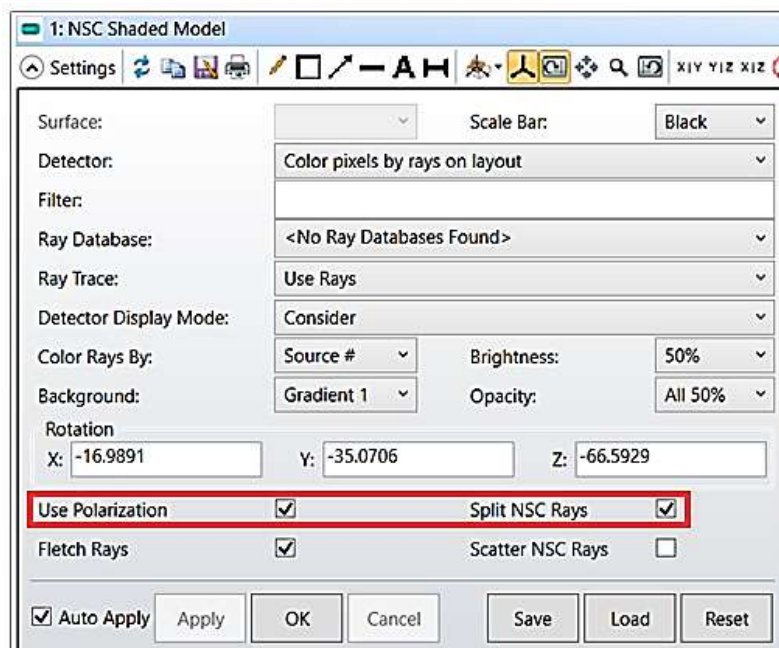 1: NSC Shaded Model
Settings A H X|Y Y|Z X|Z
Surface: Scale Bar: Black
Detector: Color pixels by rays on layout
Filter:
Ray Database: <No Ray Databases Found>
Ray Trace: Use Rays
Detector Display Mode: Consider
Color Rays By: Source # Brightness: 50%
Background: Gradient 1 Opacity: All 50%
Rotation
X: -16.9891 Y: -35.0706 Z: -66.5929
Use Polarization Split NSC Rays
Fletch Rays Scatter NSC Rays
Auto Apply Apply OK Cancel Save Load Reset